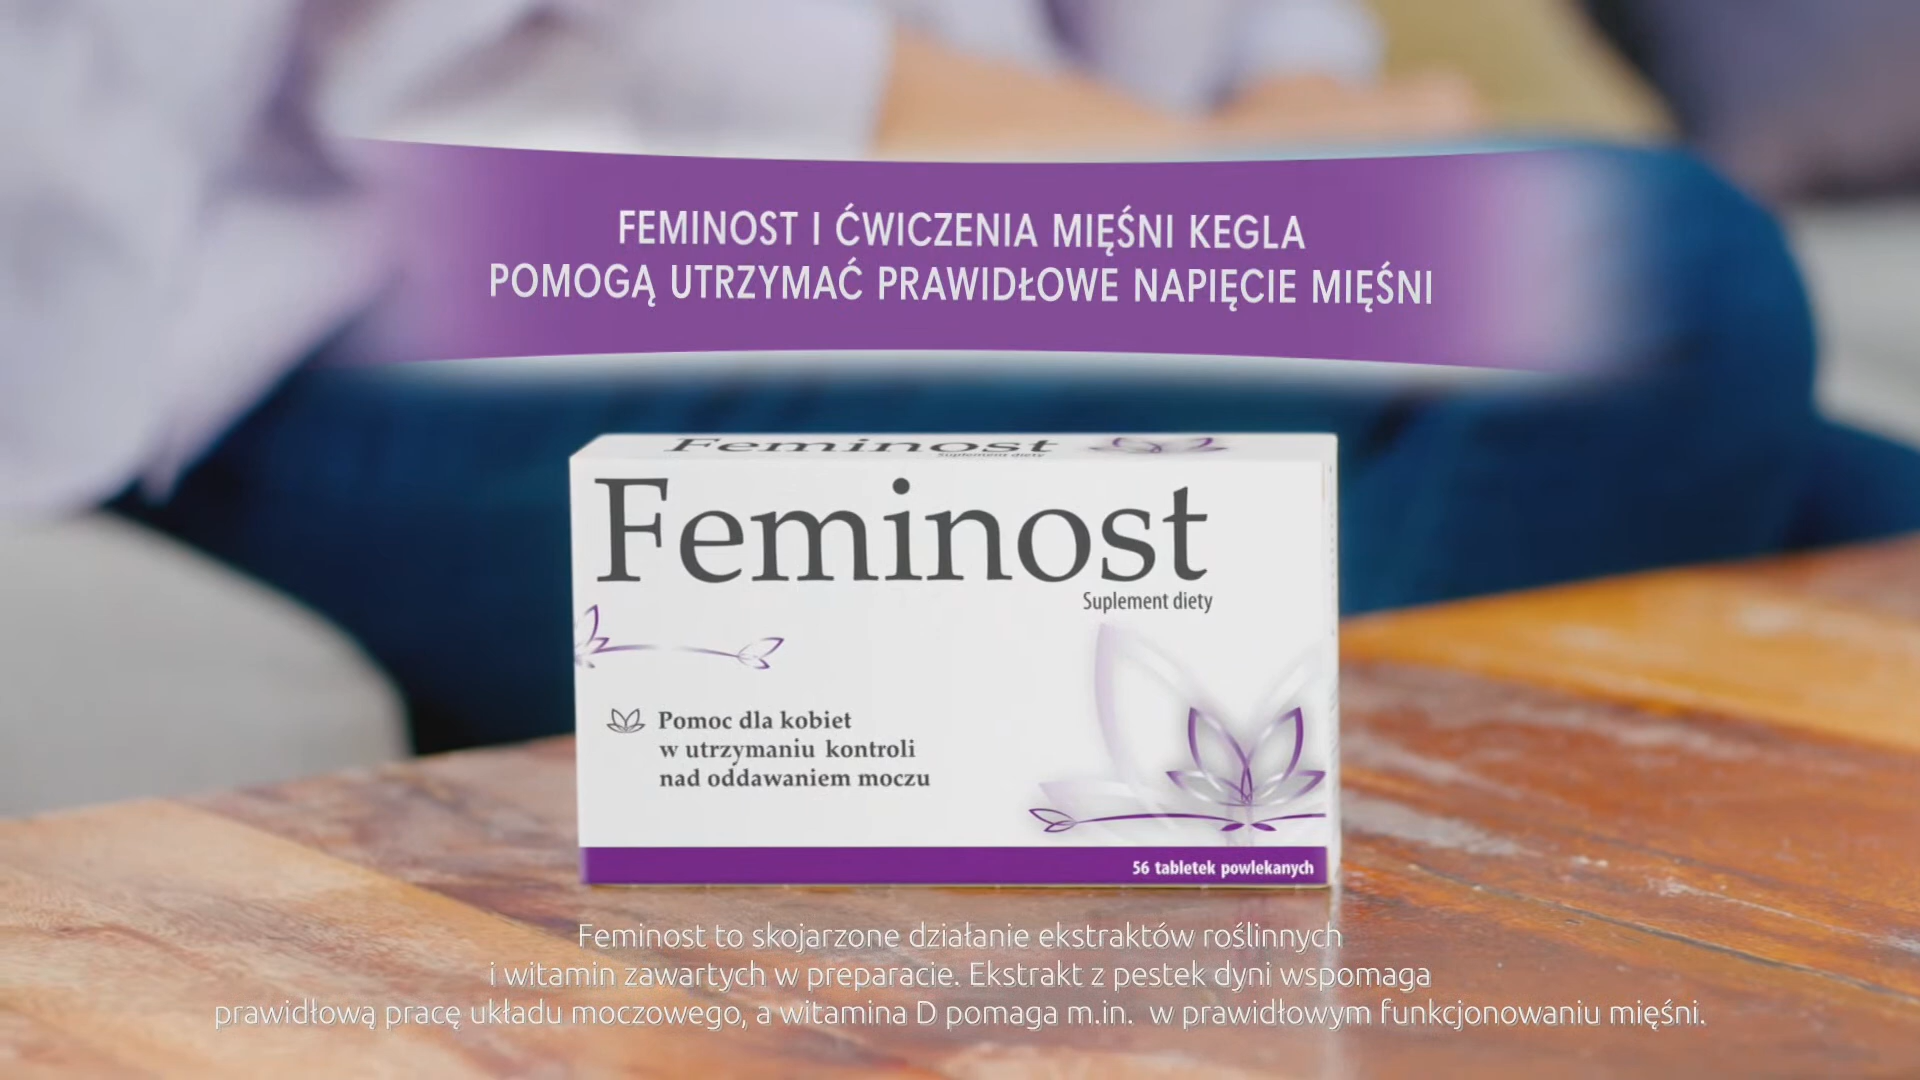 FEMINOST I ĆWICZENIA MIĘŚNI KEGLA
POMOGĄ UTRZYMAĆ PRAWIDŁOWE NAPIĘCIE MIĘŚNI
Feminost
Suplement diety
Feminost
Suplement diety
Pomoc dla kobiet
w utrzymaniu kontroli
nad oddawaniem moczu
56 tabletek powlekanych
Feminost to skojarzone działanie ekstraktów roślinnych
i witamin zawartych w preparacie. Ekstrakt z pestek dyni wspomaga
prawidłową pracę układu moczowego, a witamina D pomaga m.in. w prawidłowym funkcjonowaniu mięśni.